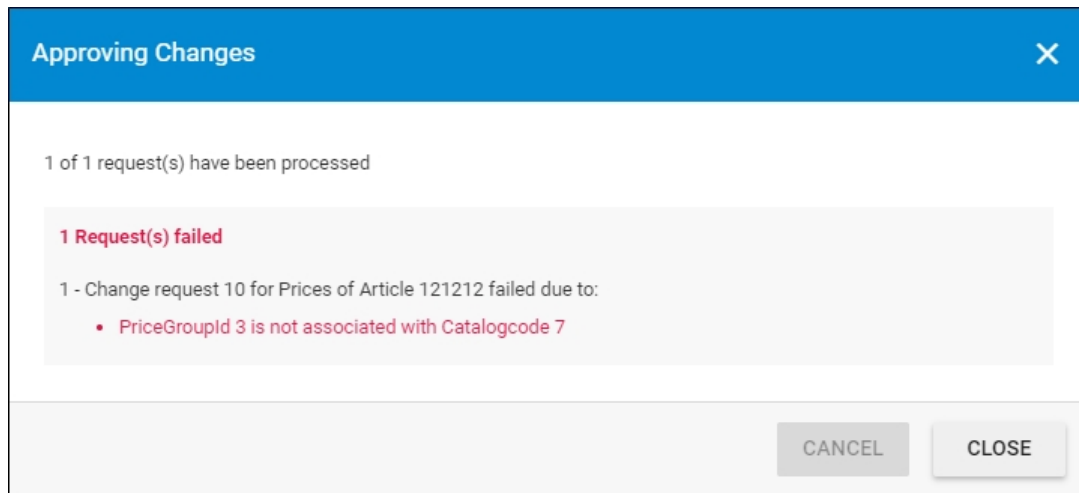 Approving Changes
1 of 1 request(s) have been processed
1 Request(s) failed
1 - Change request 10 for Prices of Article 121212 failed due to:
• PriceGroupId 3 is not associated with Catalogcode 7
CANCEL CLOSE